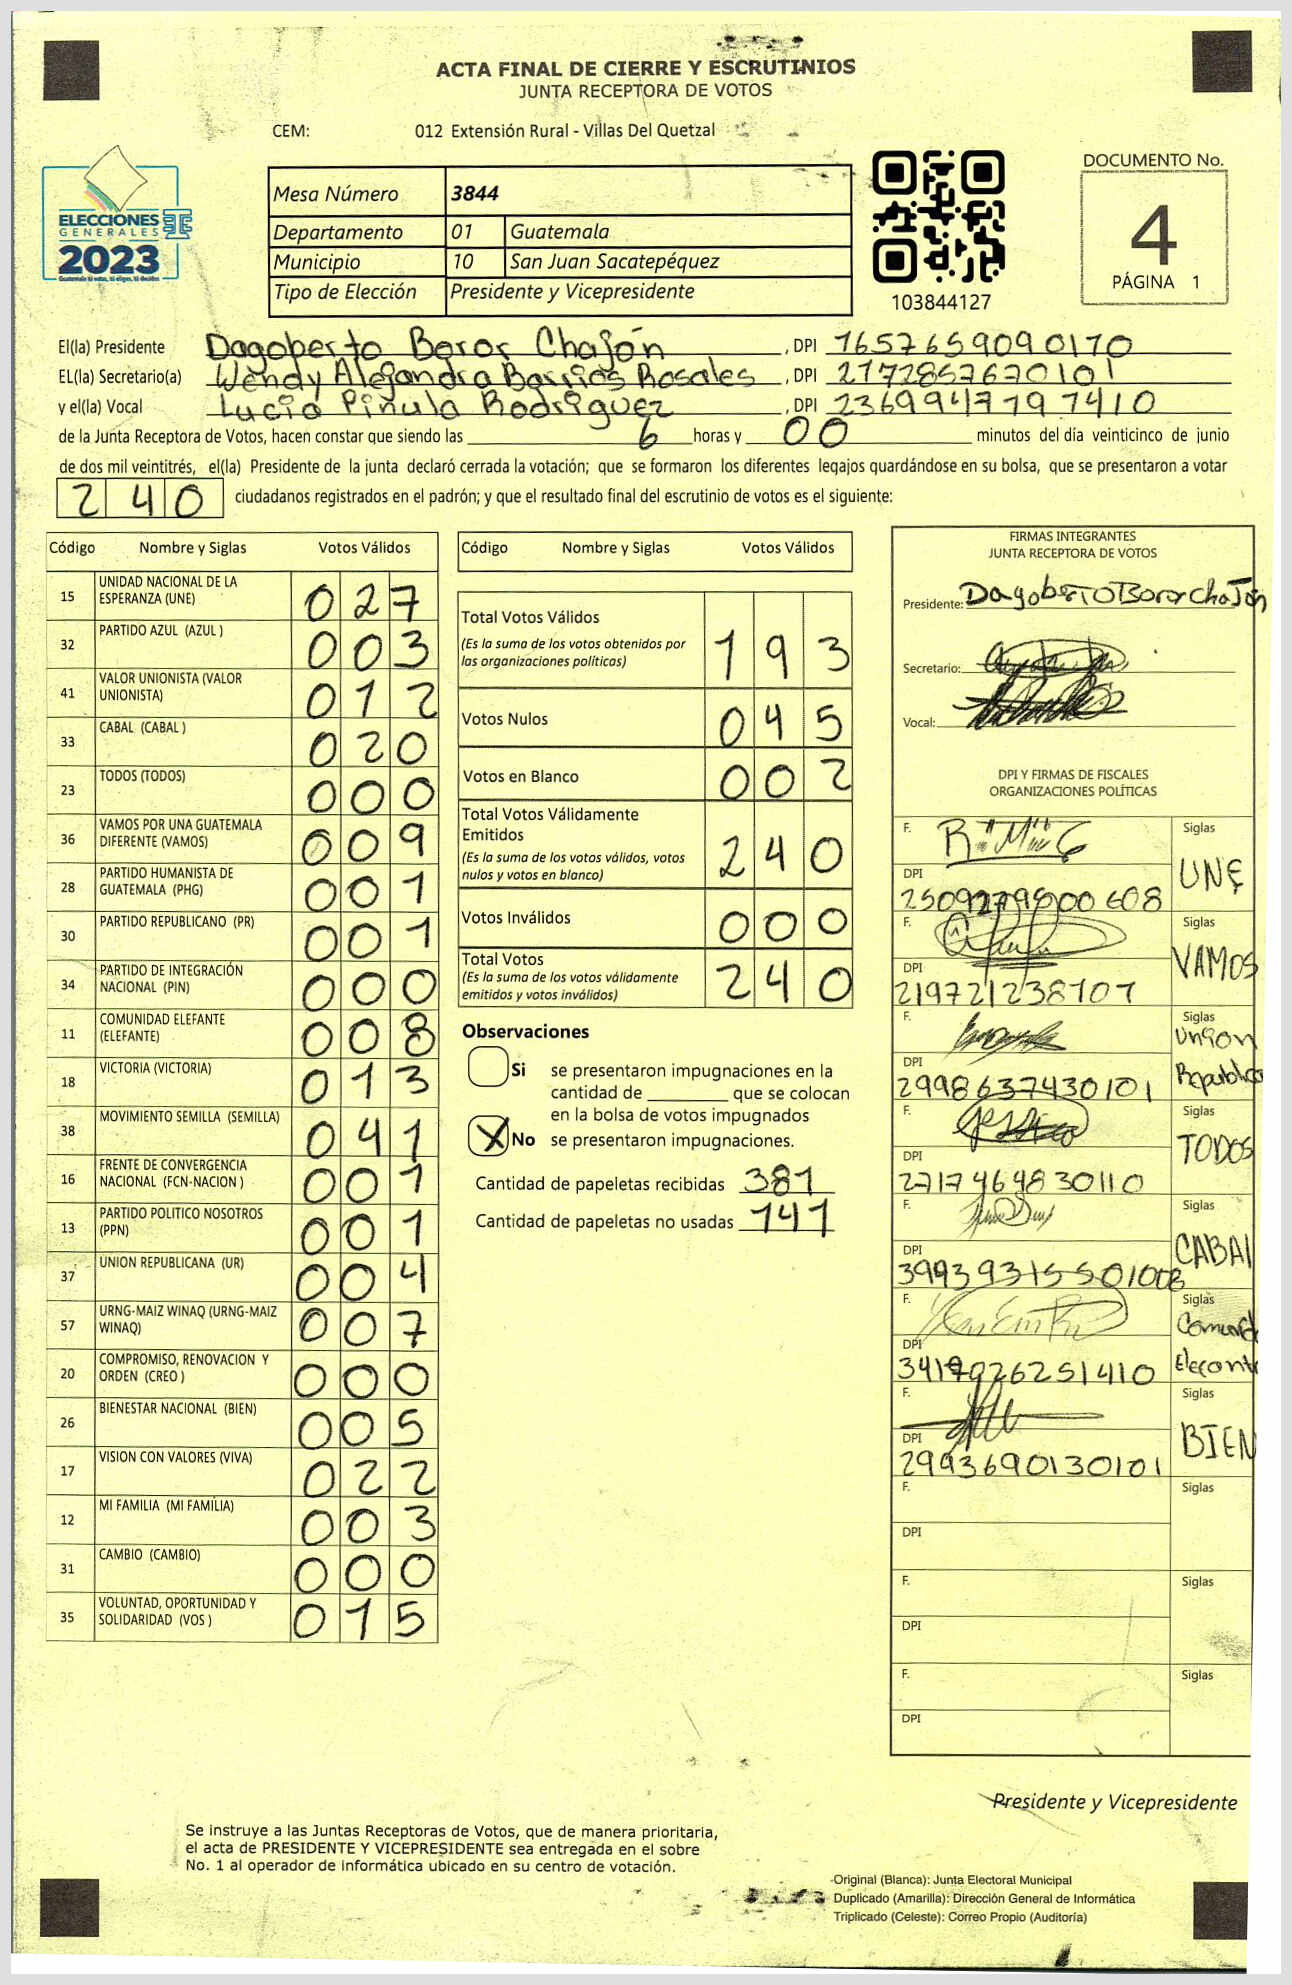 ACTA FINAL DE CIERRE Y ESCRUTINIOS
JUNTA RECEPTORA DE VOTOS
CEM: 012 Extensión Rural - Villas Del Quetzal
ELECCIONES
GENERALES
2023
Guatemala tú votas, tú eliges, tú decides
Mesa Número 3844
Departamento 01 Guatemala
Municipio 10 San Juan Sacatepéquez
Tipo de Elección Presidente y Vicepresidente
103844127
DOCUMENTO No.
4
PÁGINA 1
El(la) Presidente Dagoberto Boror Chajón, DPI 1657659090170
EL(la) Secretario(a) Wendy Alejandra Barrios Rosales, DPI 2172857670101
y el(la) Vocal Lucia Pinula Rodriguez, DPI 2369947797410
de la Junta Receptora de Votos, hacen constar que siendo las 6 horas y 00 minutos del día veinticinco de junio
de dos mil veintitrés, el(la) Presidente de la junta declaró cerrada la votación; que se formaron los diferentes legajos guardándose en su bolsa, que se presentaron a votar
240 ciudadanos registrados en el padrón; y que el resultado final del escrutinio de votos es el siguiente:
Código Nombre y Siglas Votos Válidos
15 UNIDAD NACIONAL DE LA ESPERANZA (UNE) 027
32 PARTIDO AZUL (AZUL ) 003
41 VALOR UNIONISTA (VALOR UNIONISTA) 012
33 CABAL (CABAL ) 020
23 TODOS (TODOS) 000
36 VAMOS POR UNA GUATEMALA DIFERENTE (VAMOS) 009
28 PARTIDO HUMANISTA DE GUATEMALA (PHG) 001
30 PARTIDO REPUBLICANO (PR) 001
34 PARTIDO DE INTEGRACIÓN NACIONAL (PIN) 000
11 COMUNIDAD ELEFANTE (ELEFANTE) 008
18 VICTORIA (VICTORIA) 013
38 MOVIMIENTO SEMILLA (SEMILLA) 041
16 FRENTE DE CONVERGENCIA NACIONAL (FCN-NACION ) 001
13 PARTIDO POLITICO NOSOTROS (PPN) 001
37 UNION REPUBLICANA (UR) 004
57 URNG-MAIZ WINAQ (URNG-MAIZ WINAQ) 007
20 COMPROMISO, RENOVACION Y ORDEN (CREO ) 000
26 BIENESTAR NACIONAL (BIEN) 005
17 VISION CON VALORES (VIVA) 022
12 MI FAMILIA (MI FAMILIA) 003
31 CAMBIO (CAMBIO) 000
35 VOLUNTAD, OPORTUNIDAD Y SOLIDARIDAD (VOS ) 015
Código Nombre y Siglas Votos Válidos
Total Votos Válidos 193
(Es la suma de los votos obtenidos por
las organizaciones políticas)
Votos Nulos 045
Votos en Blanco 002
Total Votos Válidamente
Emitidos 240
(Es la suma de los votos válidos, votos
nulos y votos en blanco)
Votos Inválidos 000
Total Votos 240
(Es la suma de los votos válidamente
emitidos y votos inválidos)
Observaciones
Si se presentaron impugnaciones en la
cantidad de ________ que se colocan
en la bolsa de votos impugnados
X No se presentaron impugnaciones.
Cantidad de papeletas recibidas 381
Cantidad de papeletas no usadas 141
FIRMAS INTEGRANTES
JUNTA RECEPTORA DE VOTOS
Presidente: Dagoberto Boror Chajón
Secretario:
Vocal:
DPI Y FIRMAS DE FISCALES
ORGANIZACIONES POLÍTICAS
F. Siglas UNE
DPI
F. Siglas VAMOS
DPI 219721238101
F. Siglas Union Republica
DPI 2998637430101
F. Siglas TODOS
DPI 2717464830110
F. Siglas CABAL
DPI
F. Siglas
DPI
F. Siglas BIEN
DPI 2993690130101
F. Siglas
DPI
F. Siglas
DPI
F. Siglas
DPI
Presidente y Vicepresidente
Se instruye a las Juntas Receptoras de Votos, que de manera prioritaria,
el acta de PRESIDENTE Y VICEPRESIDENTE sea entregada en el sobre
No. 1 al operador de informática ubicado en su centro de votación.
Original (Blanca): Junta Electoral Municipal
Duplicado (Amarilla): Dirección General de Informática
Triplicado (Celeste): Correo Propio (Auditoría)